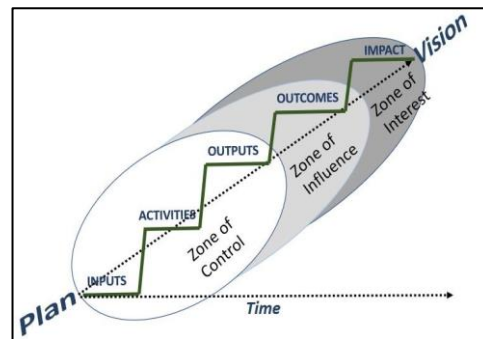 IMPACT
Vision
OUTCOMES
Zone of
Interest
OUTPUTS
Zone of
Influence
ACTIVITIES
Zone of
Control
INPUTS
Plan
Time